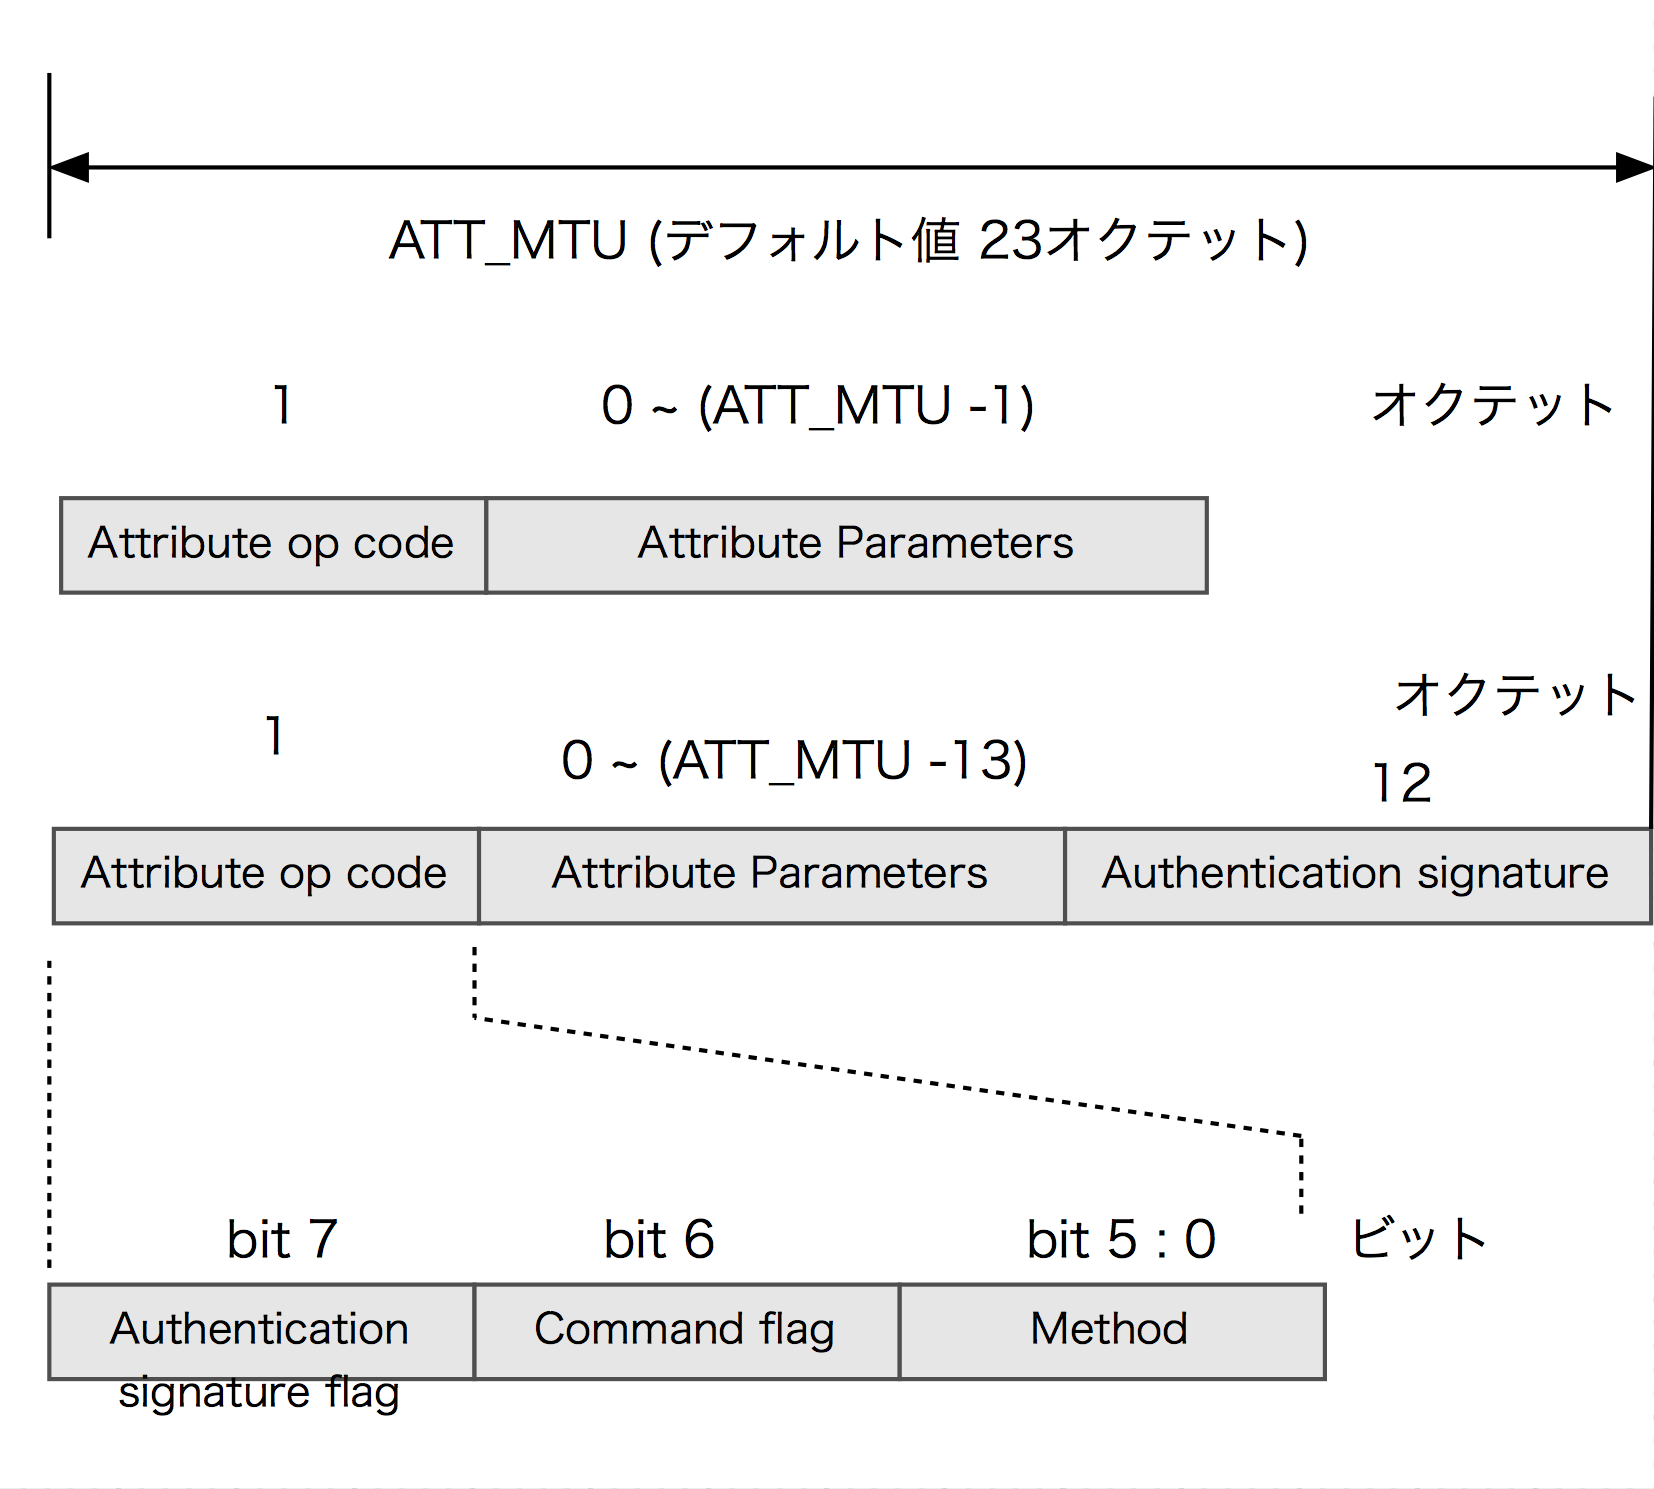 ATT_MTU (デフォルト値 23オクテット)
1 0 ~ (ATT_MTU -1) オクテット
Attribute op code Attribute Parameters
オクテット
1 0 ~ (ATT_MTU -13) 12
Attribute op code Attribute Parameters Authentication signature
bit 7 bit 6 bit 5 : 0 ビット
Authentication Command flag Method
signature flag